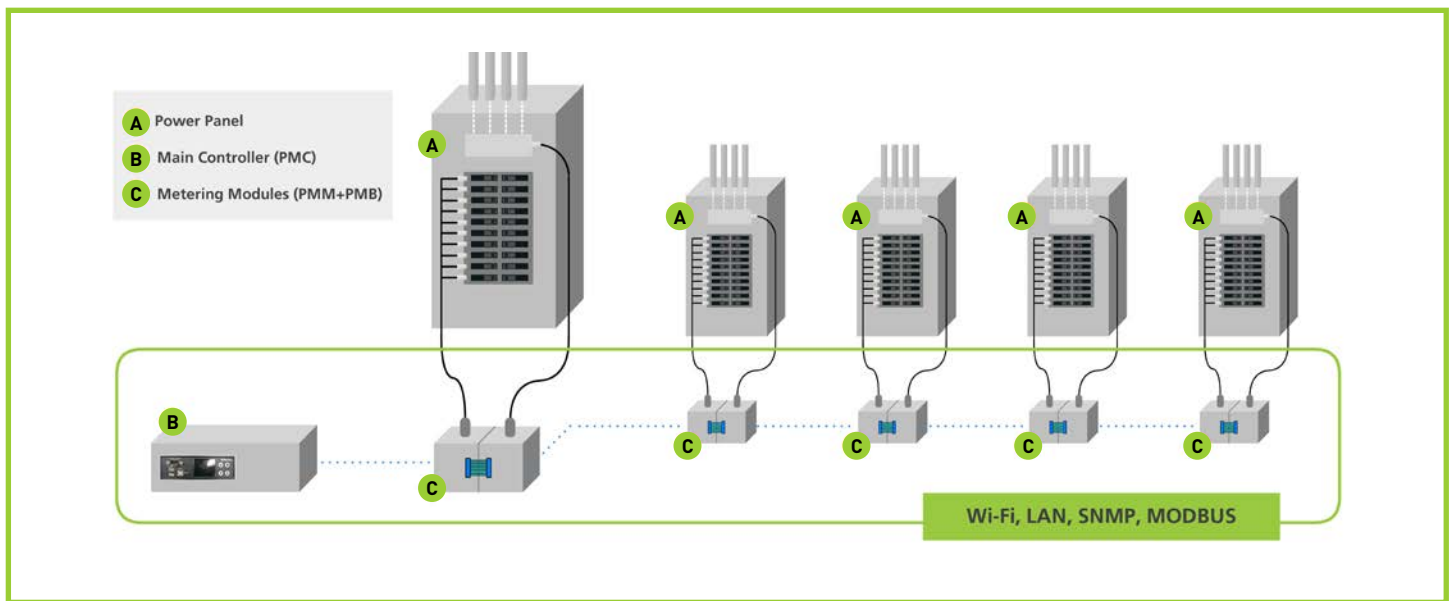 A Power Panel
B Main Controller (PMC)
C Metering Modules (PMM+PMB)
A
A
A
A
A
B
C
C
C
C
C
Wi-Fi, LAN, SNMP, MODBUS